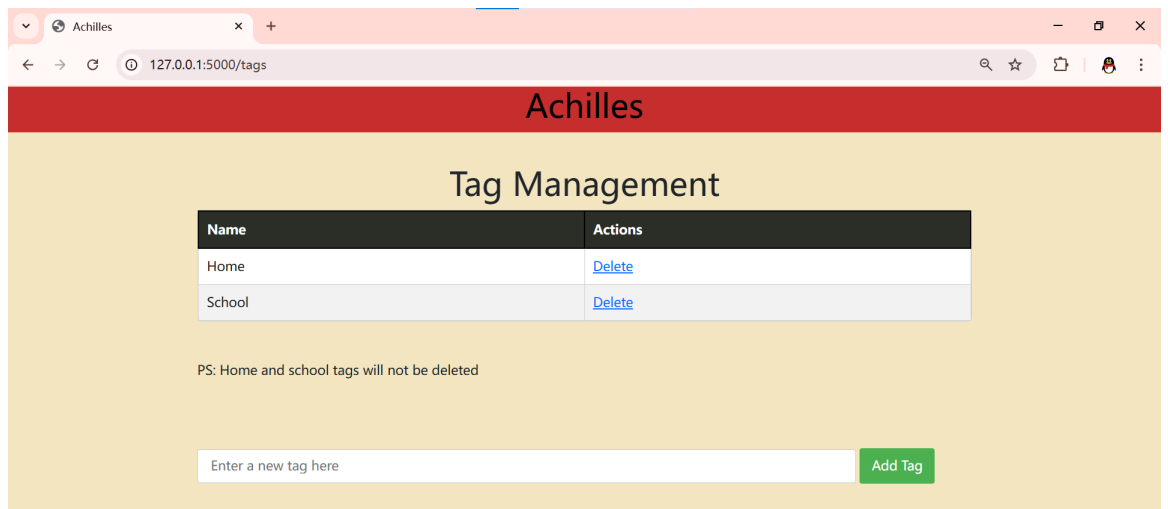 Achilles
127.0.0.1:5000/tags
Achilles
Tag Management
Name Actions
Home Delete
School Delete
PS: Home and school tags will not be deleted
Enter a new tag here Add Tag